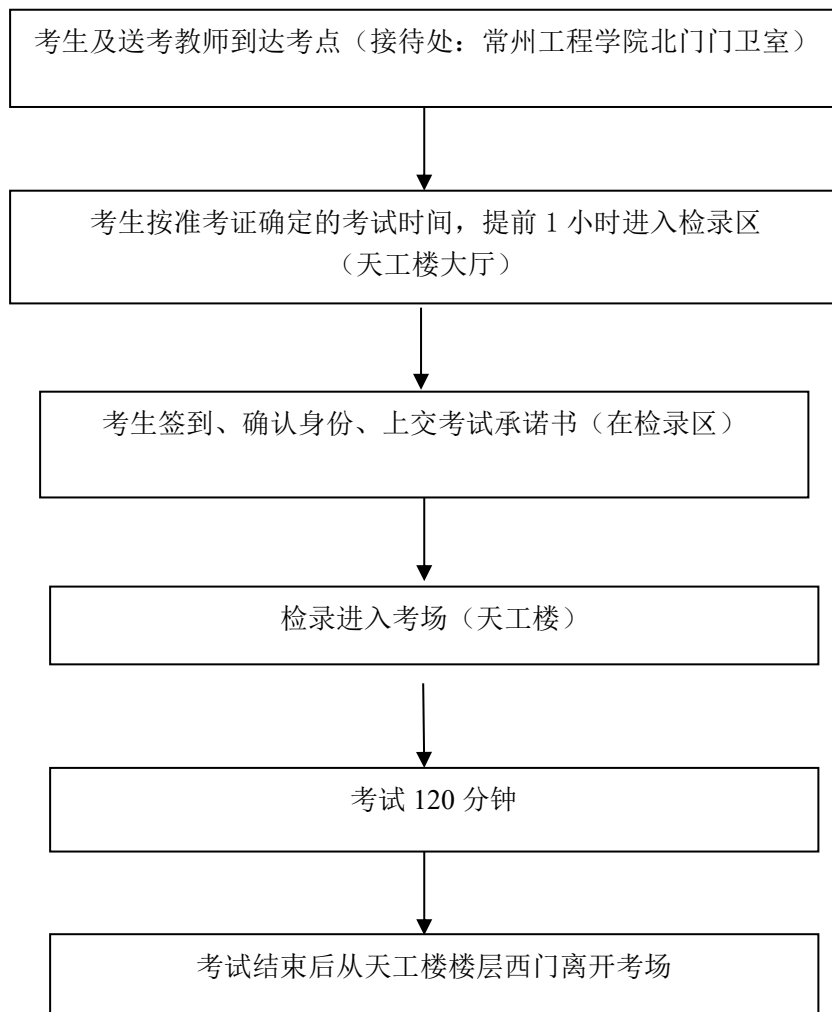 考生及送考教师到达考点（接待处：常州工程学院北门门卫室）
考生按准考证确定的考试时间，提前 1 小时进入检录区
（天工楼大厅）
考生签到、确认身份、上交考试承诺书（在检录区）
检录进入考场（天工楼）
考试 120 分钟
考试结束后从天工楼楼层西门离开考场